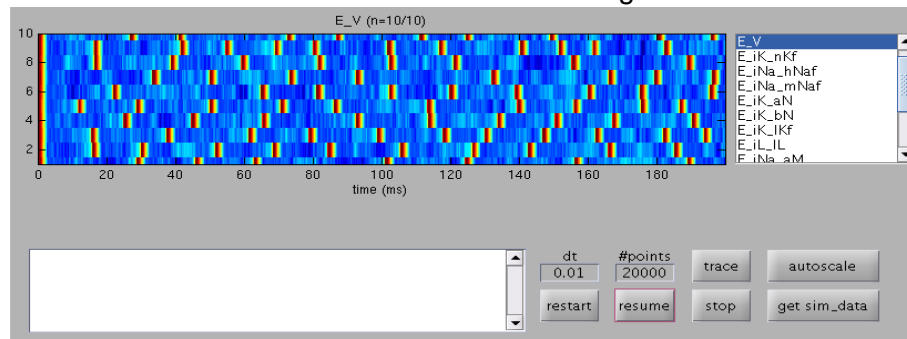 E_V (n=10/10)
10
8
6
4
2
0 20 40 60 80 100 120 140 160 180
time (ms)
E_V
E_iK_nKf
E_iNa_hNaf
E_iNa_mNaf
E_iK_aN
E_iK_bN
E_iK_IKf
E_iL_IL
E_iNa_aM
dt #points
0.01 20000 trace autoscale
restart resume stop get sim_data